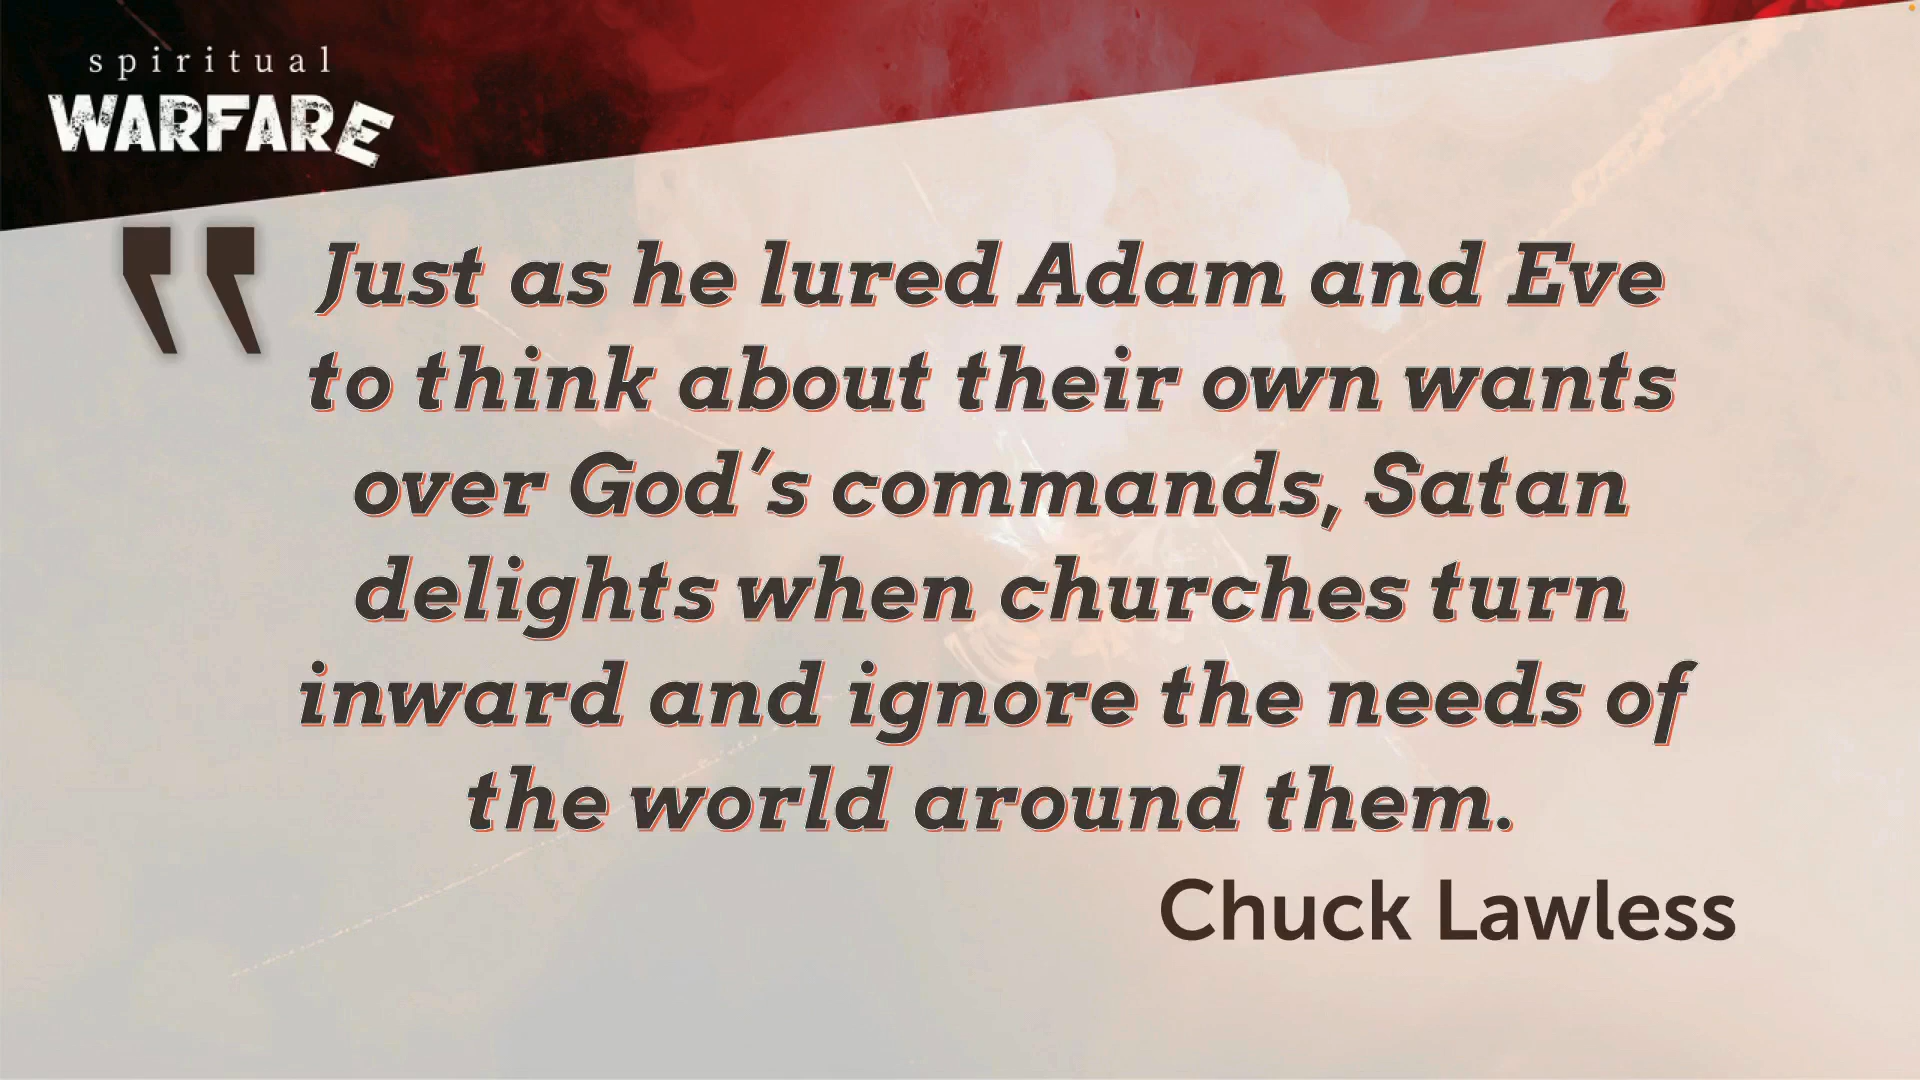 spiritual
WARFARE
"
Just as he lured Adam and Eve
to think about their own wants
over God's commands, Satan
delights when churches turn
inward and ignore the needs of
the world around them.
Chuck Lawless